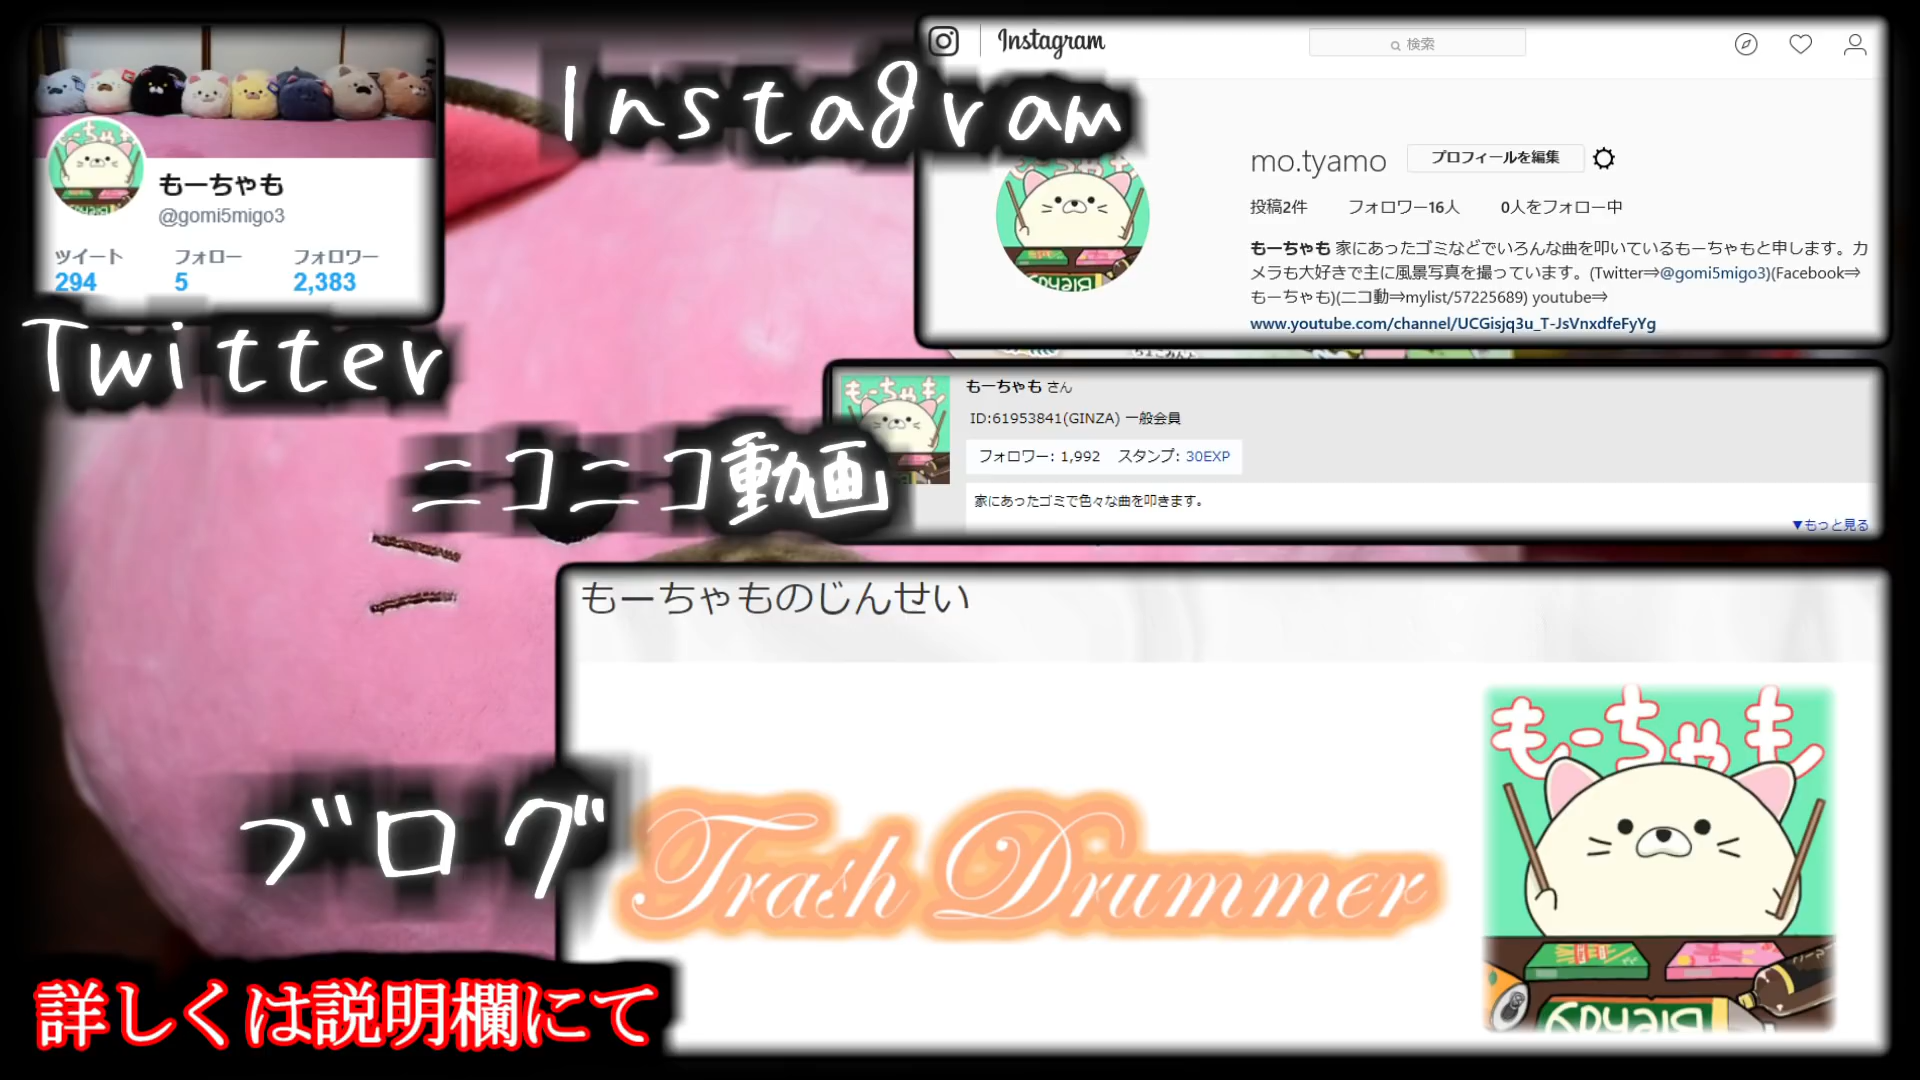 もーちゃも
@gomi5migo3
ツイート フォロー フォロワー
294 5 2,383
Twitter
Instagram
Instagram
検索
mo.tyamo プロフィールを編集
投稿2件 フォロワー16人 0人をフォロー中
もーちゃも 家にあったゴミなどでいろんな曲を叩いているもーちゃもと申します。カ
メラも大好きで主に風景写真を撮っています。(Twitter⇒@gomi5migo3)(Facebook⇒
もーちゃも)(ニコ動⇒mylist/57225689) youtube⇒
www.youtube.com/channel/UCGisjq3u_T-JsVnxdfeFyYg
もーちゃも
もーちゃも さん
ID:61953841(GINZA) 一般会員
フォロワー: 1,992 スタンプ: 30EXP
家にあったゴミで色々な曲を叩きます。
▼もっと見る
ニコニコ動画
もーちゃものじんせい
ブログ
Trash Drummer
もーちゃも
Blendy
詳しくは説明欄にて